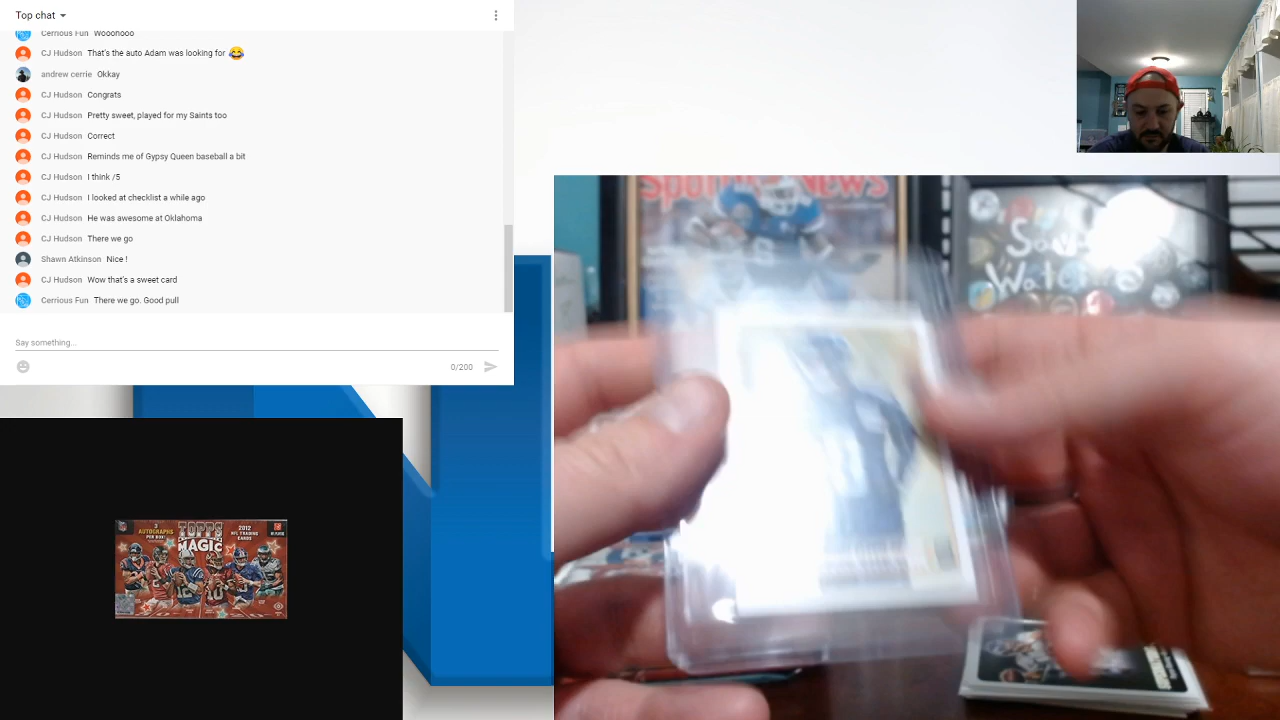 Top chat
Cerrious Fun Wooohooo
CJ Hudson That's the auto Adam was looking for
andrew cerrie Okkay
CJ Hudson Congrats
CJ Hudson Pretty sweet, played for my Saints too
CJ Hudson Correct
CJ Hudson Reminds me of Gypsy Queen baseball a bit
CJ Hudson I think /5
CJ Hudson I looked at checklist a while ago
CJ Hudson He was awesome at Oklahoma
CJ Hudson There we go
Shawn Atkinson Nice !
CJ Hudson Wow that's a sweet card
Cerrious Fun There we go. Good pull
Say something...
0/200
3
AUTOGRAPHS
PER BOX!
TOPPS
MAGIC
2012
NFL TRADING
CARDS
News